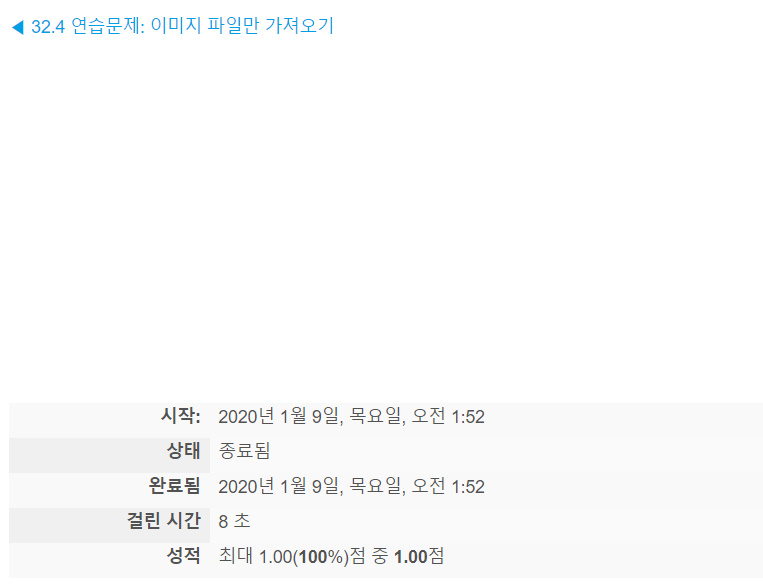 ◀ 32.4 연습문제: 이미지 파일만 가져오기
시작: 2020년 1월 9일, 목요일, 오전 1:52
상태 종료됨
완료됨 2020년 1월 9일, 목요일, 오전 1:52
걸린 시간 8 초
성적 최대 1.00(100%)점 중 1.00점